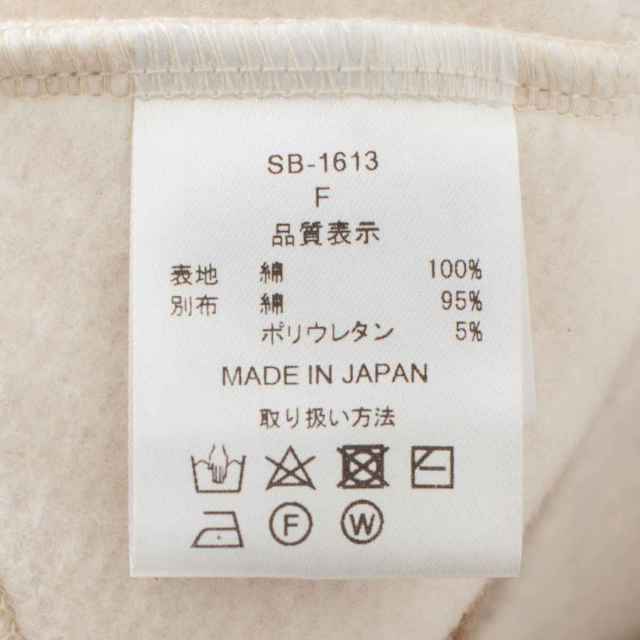 SB-1613
F
品質表示
表地 綿 100%
別布 綿 95%
ポリウレタン 5%
MADE IN JAPAN
取り扱い方法
F W